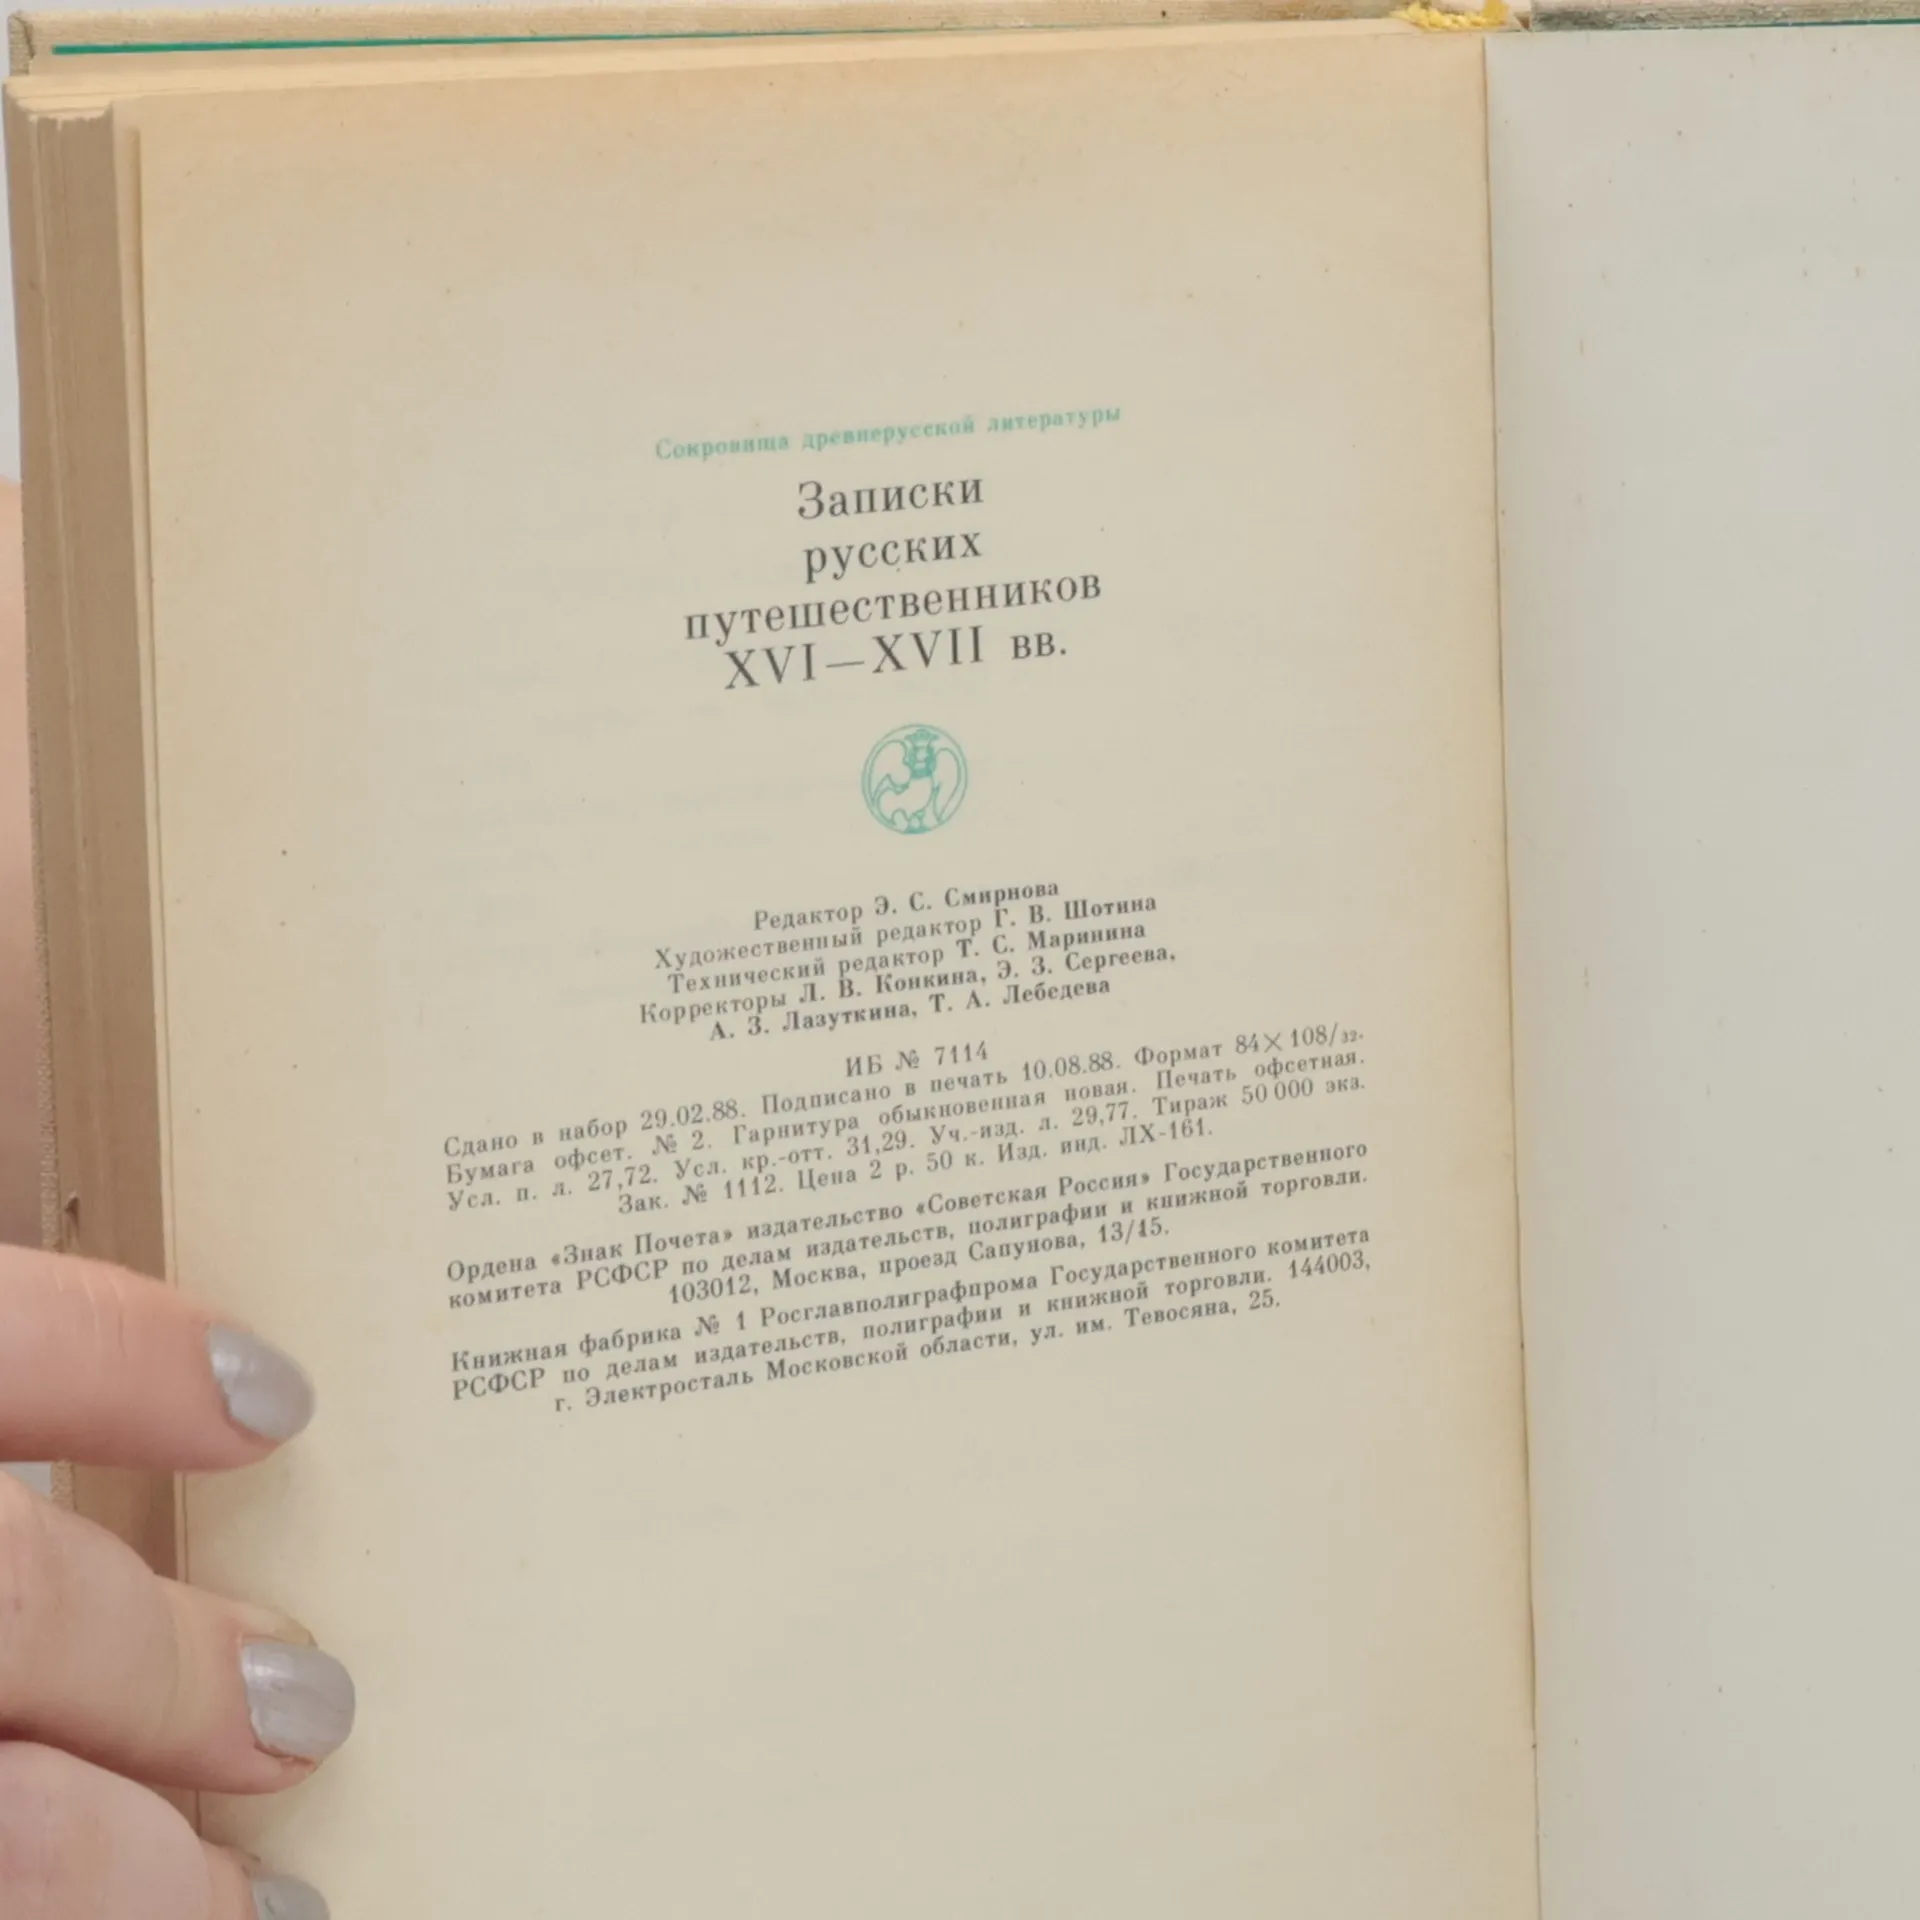 Сокровища древнерусской литературы
Записки
русских
путешественников
XVI—XVII вв.
Редактор Э. С. Смирнова
Художественный редактор Г. В. Шотина
Технический редактор Т. С. Маринина
Корректоры Л. В. Конкина, Э. З. Сергеева,
А. З. Лазуткина, Т. А. Лебедева
ИБ № 7114
Сдано в набор 29.02.88. Подписано в печать 10.08.88. Формат 84×108/32.
Бумага офсет. № 2. Гарнитура обыкновенная новая. Печать офсетная.
Усл. п. л. 27,72. Усл. кр.-отт. 31,29. Уч.-изд. л. 29,77. Тираж 50 000 экз.
Зак. № 1112. Цена 2 р. 50 к. Изд. инд. ЛХ-161.
Ордена «Знак Почета» издательство «Советская Россия» Государственного
комитета РСФСР по делам издательств, полиграфии и книжной торговли.
103012, Москва, проезд Сапунова, 13/15.
Книжная фабрика № 1 Росглавполиграфпрома Государственного комитета
РСФСР по делам издательств, полиграфии и книжной торговли. 144003,
г. Электросталь Московской области, ул. им. Тевосяна, 25.